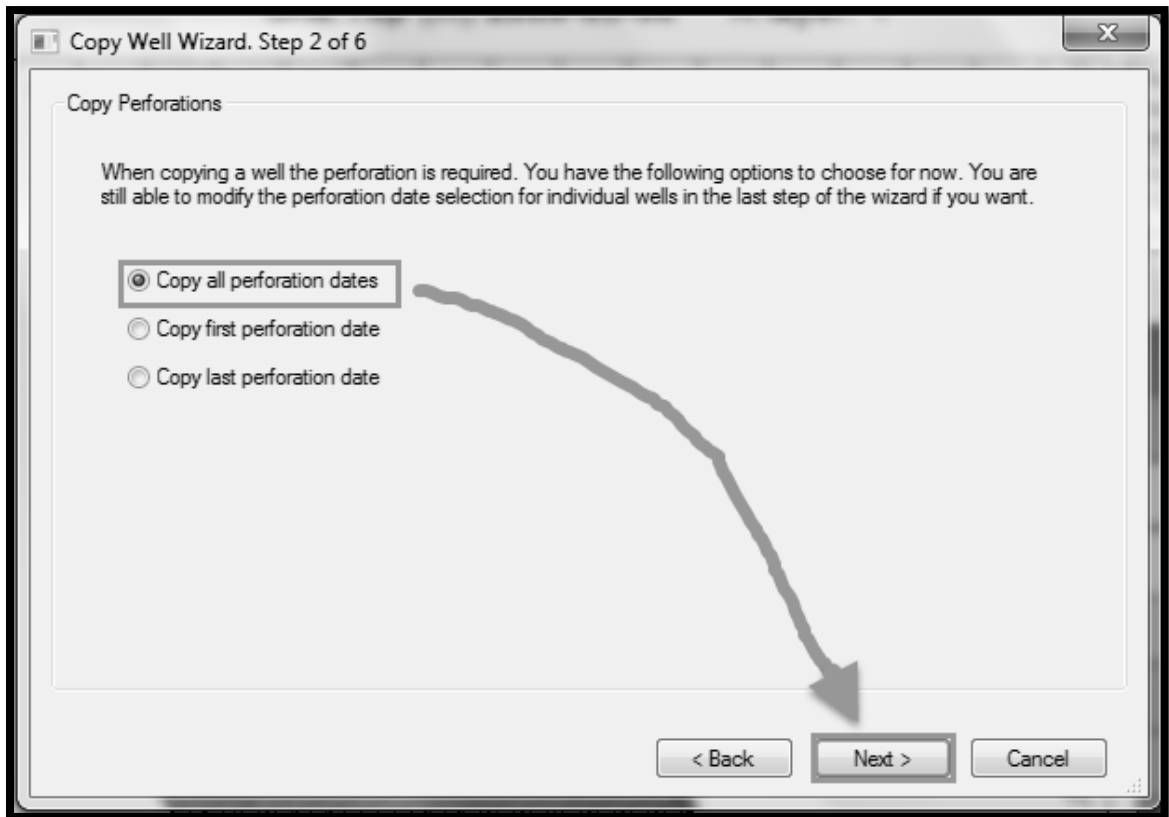 Copy Well Wizard. Step 2 of 6
Copy Perforations
When copying a well the perforation is required. You have the following options to choose for now. You are
still able to modify the perforation date selection for individual wells in the last step of the wizard if you want.
Copy all perforation dates
Copy first perforation date
Copy last perforation date
< Back
Next >
Cancel